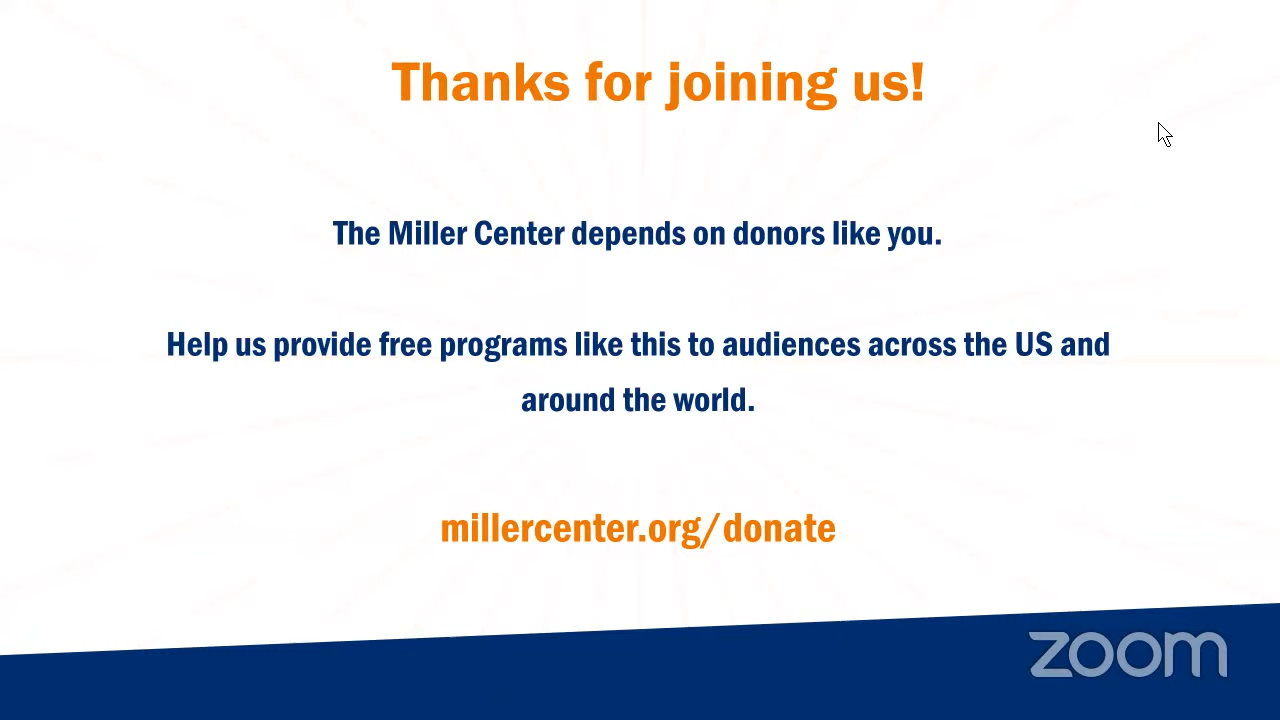 Thanks for joining us!
The Miller Center depends on donors like you.
Help us provide free programs like this to audiences across the US and
around the world.
millercenter.org/donate
zoom